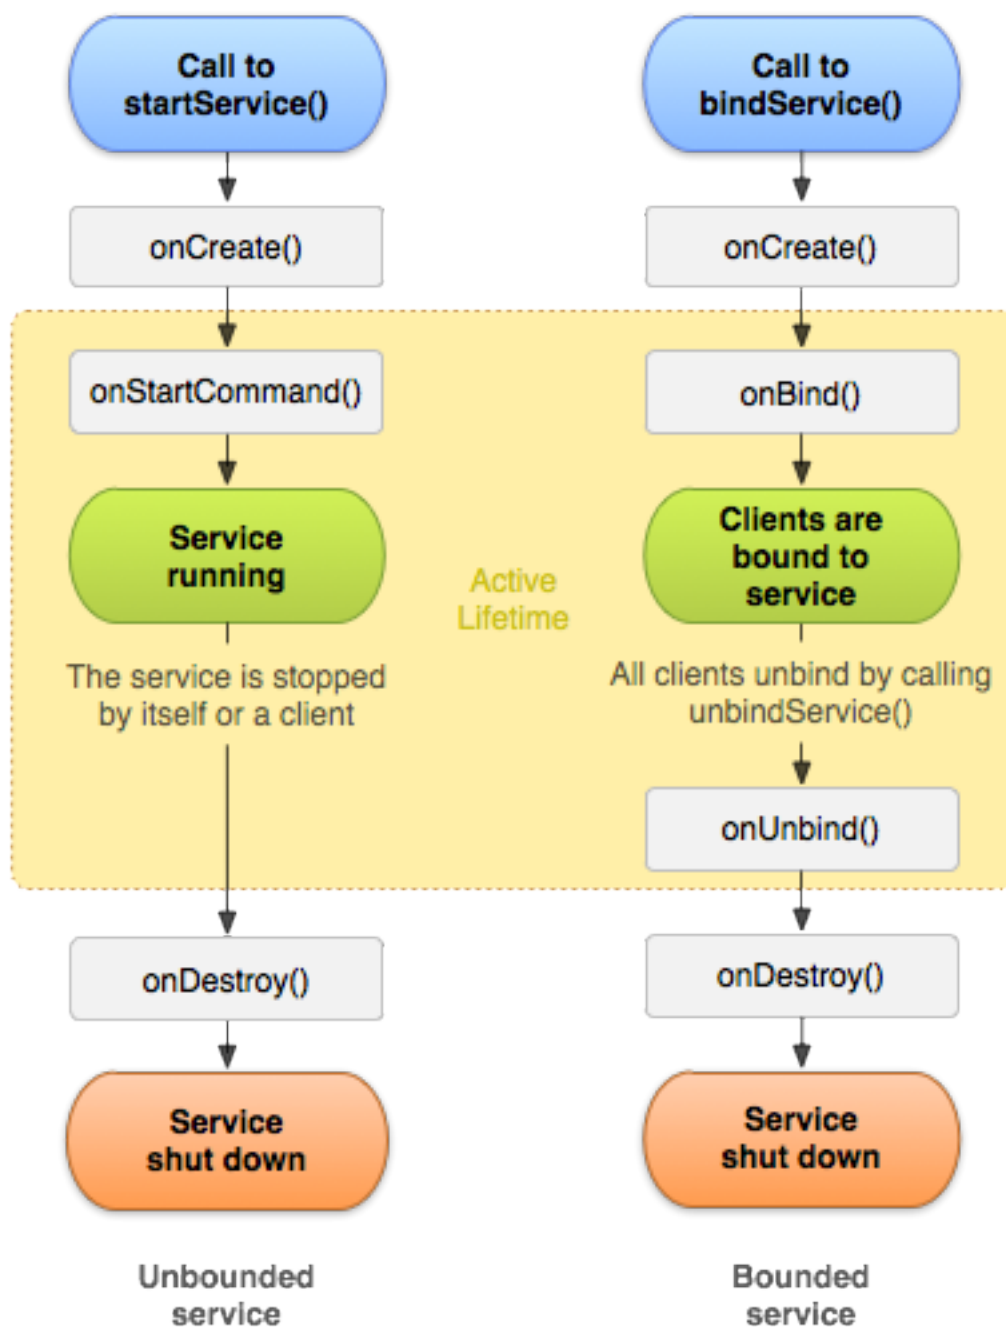 Call to
startService()
onCreate()
onStartCommand()
Service
running
The service is stopped
by itself or a client
onDestroy()
Service
shut down
Unbounded
service
Active
Lifetime
Call to
bindService()
onCreate()
onBind()
Clients are
bound to
service
All clients unbind by calling
unbindService()
onUnbind()
onDestroy()
Service
shut down
Bounded
service